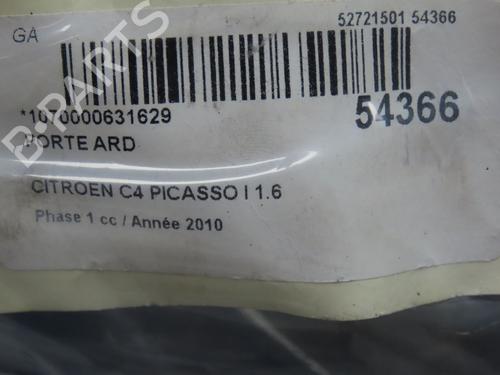 GA
52721501 54366
*1070000631629
54366
PORTE ARD
CITROEN C4 PICASSO I 1.6
Phase 1 cc / Année 2010
B-PARTS